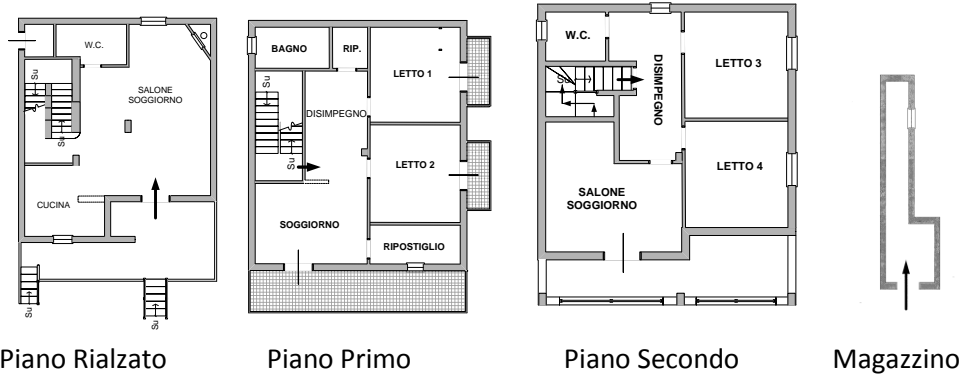 W.C.
SALONE
SOGGIORNO
Su
Su
CUCINA
Su
Su
Piano Rialzato
BAGNO
RIP.
LETTO 1
Su
DISIMPEGNO
Su
LETTO 2
SOGGIORNO
RIPOSTIGLIO
Piano Primo
W.C.
DISIMPEGNO
LETTO 3
Su
LETTO 4
SALONE
SOGGIORNO
Piano Secondo
Magazzino